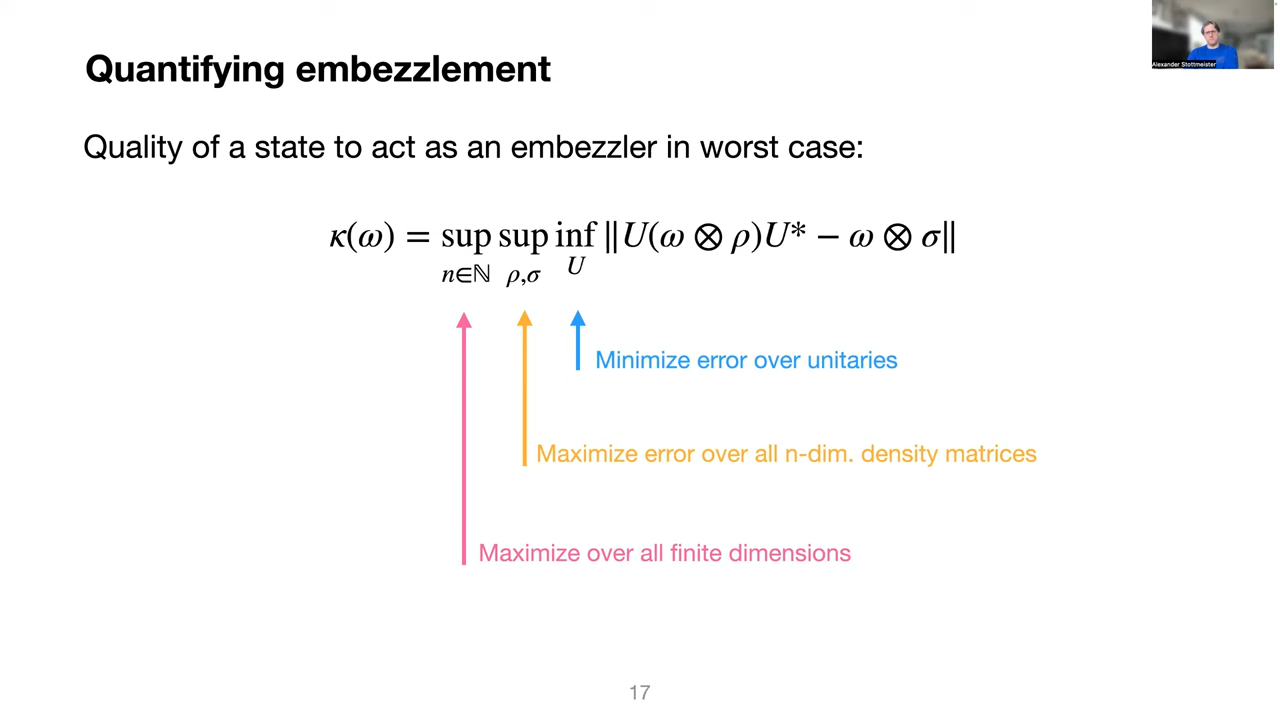 Alexander Stottmeister
Quantifying embezzlement
Quality of a state to act as an embezzler in worst case:
κ(ω) = sup sup inf ‖U(ω ⊗ ρ)U* − ω ⊗ σ‖
n∈ℕ ρ,σ U
Minimize error over unitaries
Maximize error over all n-dim. density matrices
Maximize over all finite dimensions
17